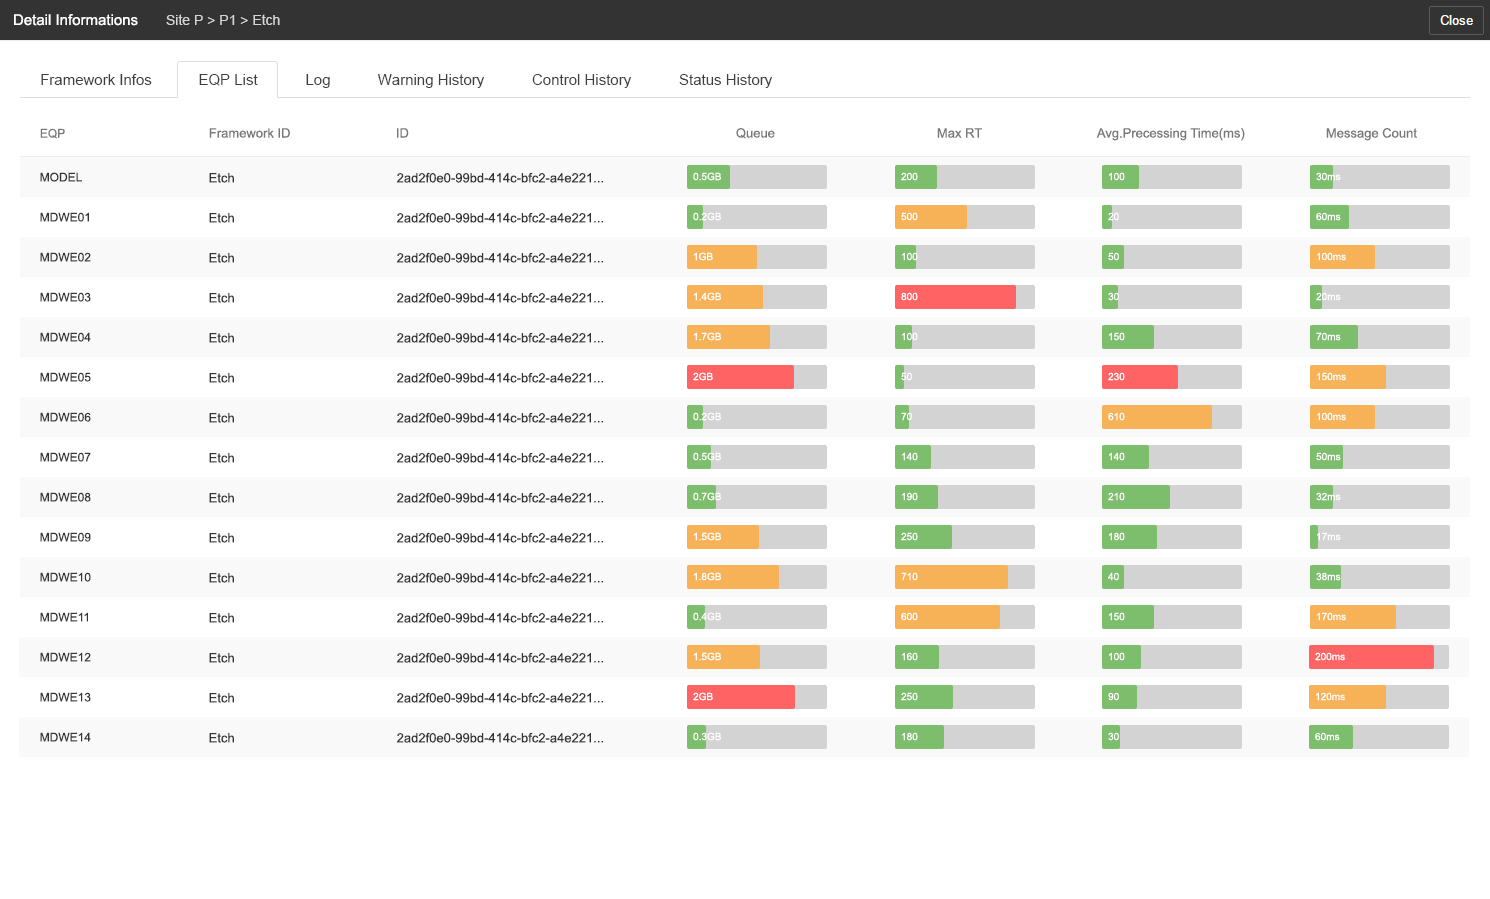 Detail Informations Site P > P1 > Etch Close
Framework Infos EQP List Log Warning History Control History Status History
EQP Framework ID ID Queue Max RT Avg.Precessing Time(ms) Message Count
MODEL Etch 2ad2f0e0-99bd-414c-bfc2-a4e221... 0.5GB 200 100 30ms
MDWE01 Etch 2ad2f0e0-99bd-414c-bfc2-a4e221... 0.2GB 500 20 60ms
MDWE02 Etch 2ad2f0e0-99bd-414c-bfc2-a4e221... 1GB 100 50 100ms
MDWE03 Etch 2ad2f0e0-99bd-414c-bfc2-a4e221... 1.4GB 800 30 20ms
MDWE04 Etch 2ad2f0e0-99bd-414c-bfc2-a4e221... 1.7GB 100 150 70ms
MDWE05 Etch 2ad2f0e0-99bd-414c-bfc2-a4e221... 2GB 50 230 150ms
MDWE06 Etch 2ad2f0e0-99bd-414c-bfc2-a4e221... 0.2GB 70 610 100ms
MDWE07 Etch 2ad2f0e0-99bd-414c-bfc2-a4e221... 0.5GB 140 140 50ms
MDWE08 Etch 2ad2f0e0-99bd-414c-bfc2-a4e221... 0.7GB 190 210 32ms
MDWE09 Etch 2ad2f0e0-99bd-414c-bfc2-a4e221... 1.5GB 250 180 17ms
MDWE10 Etch 2ad2f0e0-99bd-414c-bfc2-a4e221... 1.8GB 710 40 38ms
MDWE11 Etch 2ad2f0e0-99bd-414c-bfc2-a4e221... 0.4GB 600 150 170ms
MDWE12 Etch 2ad2f0e0-99bd-414c-bfc2-a4e221... 1.5GB 160 100 200ms
MDWE13 Etch 2ad2f0e0-99bd-414c-bfc2-a4e221... 2GB 250 90 120ms
MDWE14 Etch 2ad2f0e0-99bd-414c-bfc2-a4e221... 0.3GB 180 30 60ms